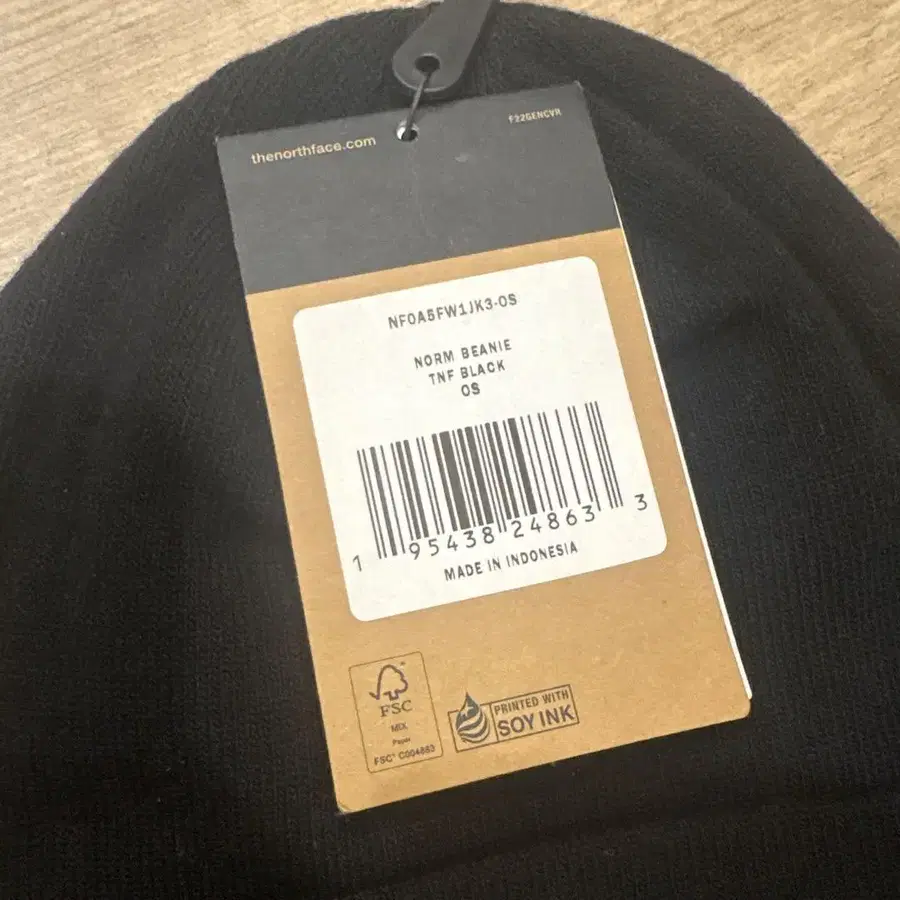 thenorthface.com
F22GENCVR
NF0A5FW1JK3-OS
NORM BEANIE
TNF BLACK
OS
1 95438 24863 3
MADE IN INDONESIA
FSC
MIX
Paper
FSC® C004863
PRINTED WITH
SOY INK